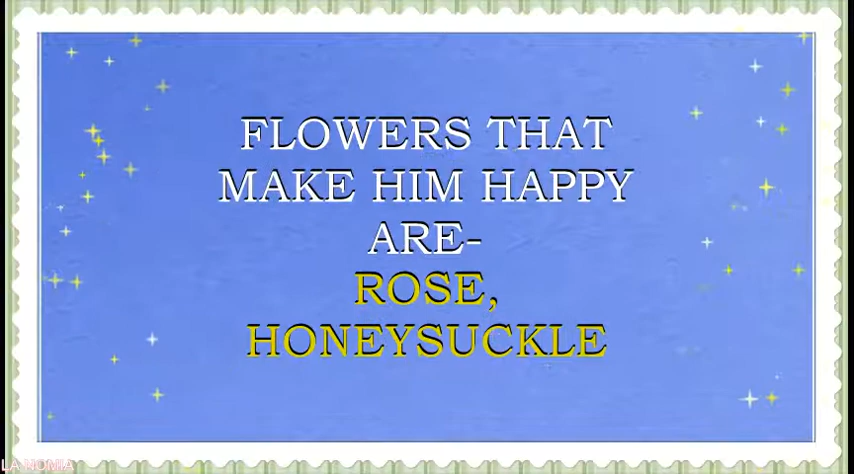 FLOWERS THAT
MAKE HIM HAPPY
ARE-
ROSE,
HONEYSUCKLE
LA NOMIA